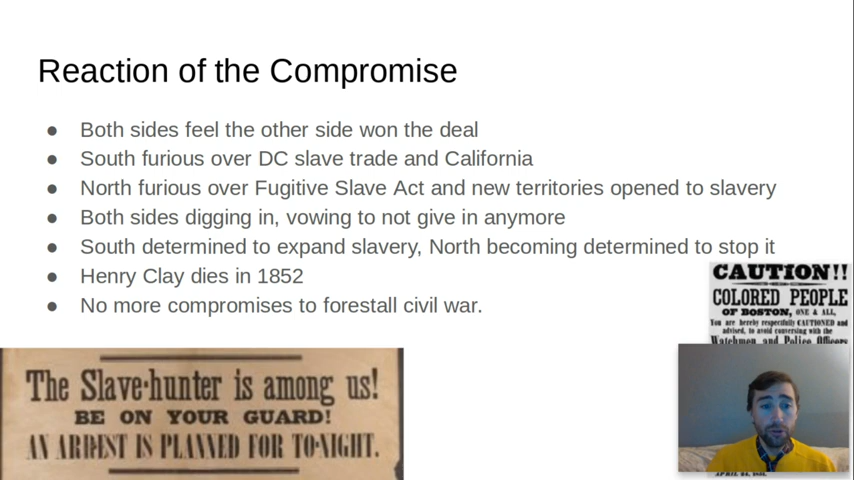 Reaction of the Compromise
● Both sides feel the other side won the deal
● South furious over DC slave trade and California
● North furious over Fugitive Slave Act and new territories opened to slavery
● Both sides digging in, vowing to not give in anymore
● South determined to expand slavery, North becoming determined to stop it
● Henry Clay dies in 1852
● No more compromises to forestall civil war.
CAUTION!!
COLORED PEOPLE
OF BOSTON, ONE & ALL,
You are hereby respectfully CAUTIONED and
advised, to avoid conversing with the
Watchmen and Police Officers
The Slave-hunter is among us!
BE ON YOUR GUARD!
AN ARREST IS PLANNED FOR TO-NIGHT.